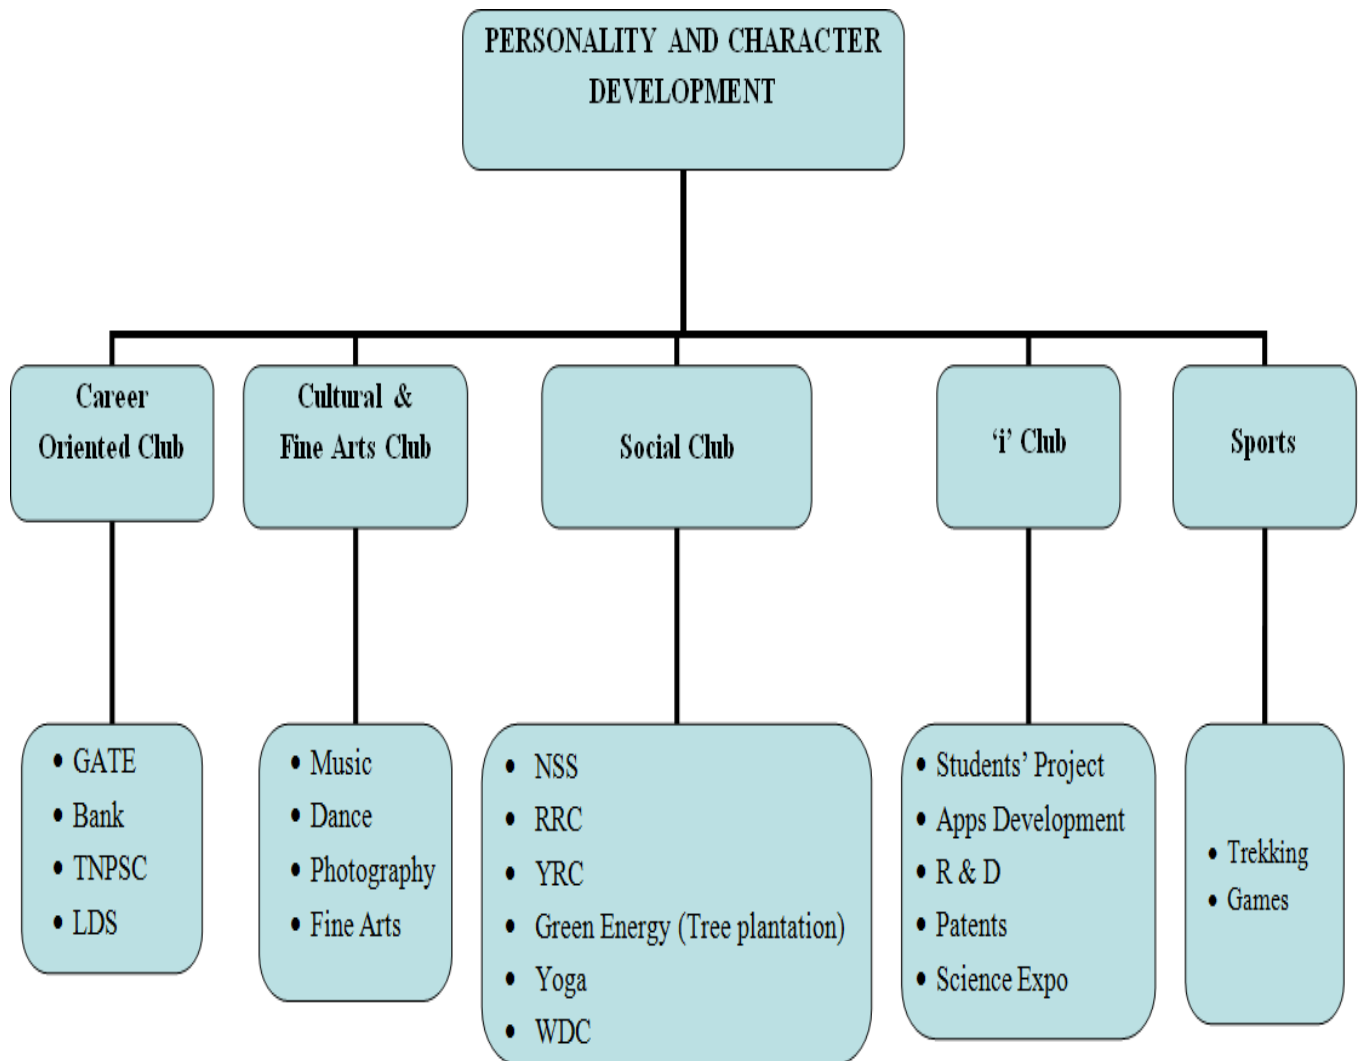 PERSONALITY AND CHARACTER
DEVELOPMENT
Career
Oriented Club
Cultural &
Fine Arts Club
Social Club
‘i’ Club
Sports
• GATE
• Bank
• TNPSC
• LDS
• Music
• Dance
• Photography
• Fine Arts
• NSS
• RRC
• YRC
• Green Energy (Tree plantation)
• Yoga
• WDC
• Students’ Project
• Apps Development
• R & D
• Patents
• Science Expo
• Trekking
• Games